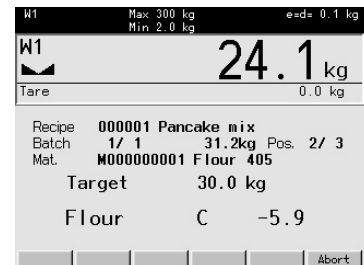 W1 Max 300 kg e=d= 0.1 kg
Min 2.0 kg
W1
24.1 kg
Tare 0.0 kg
Recipe 000001 Pancake mix
Batch 1/ 1 31.2kg Pos. 2/ 3
Mat. M000000001 Flour 405
Target 30.0 kg
Flour C -5.9
Abort